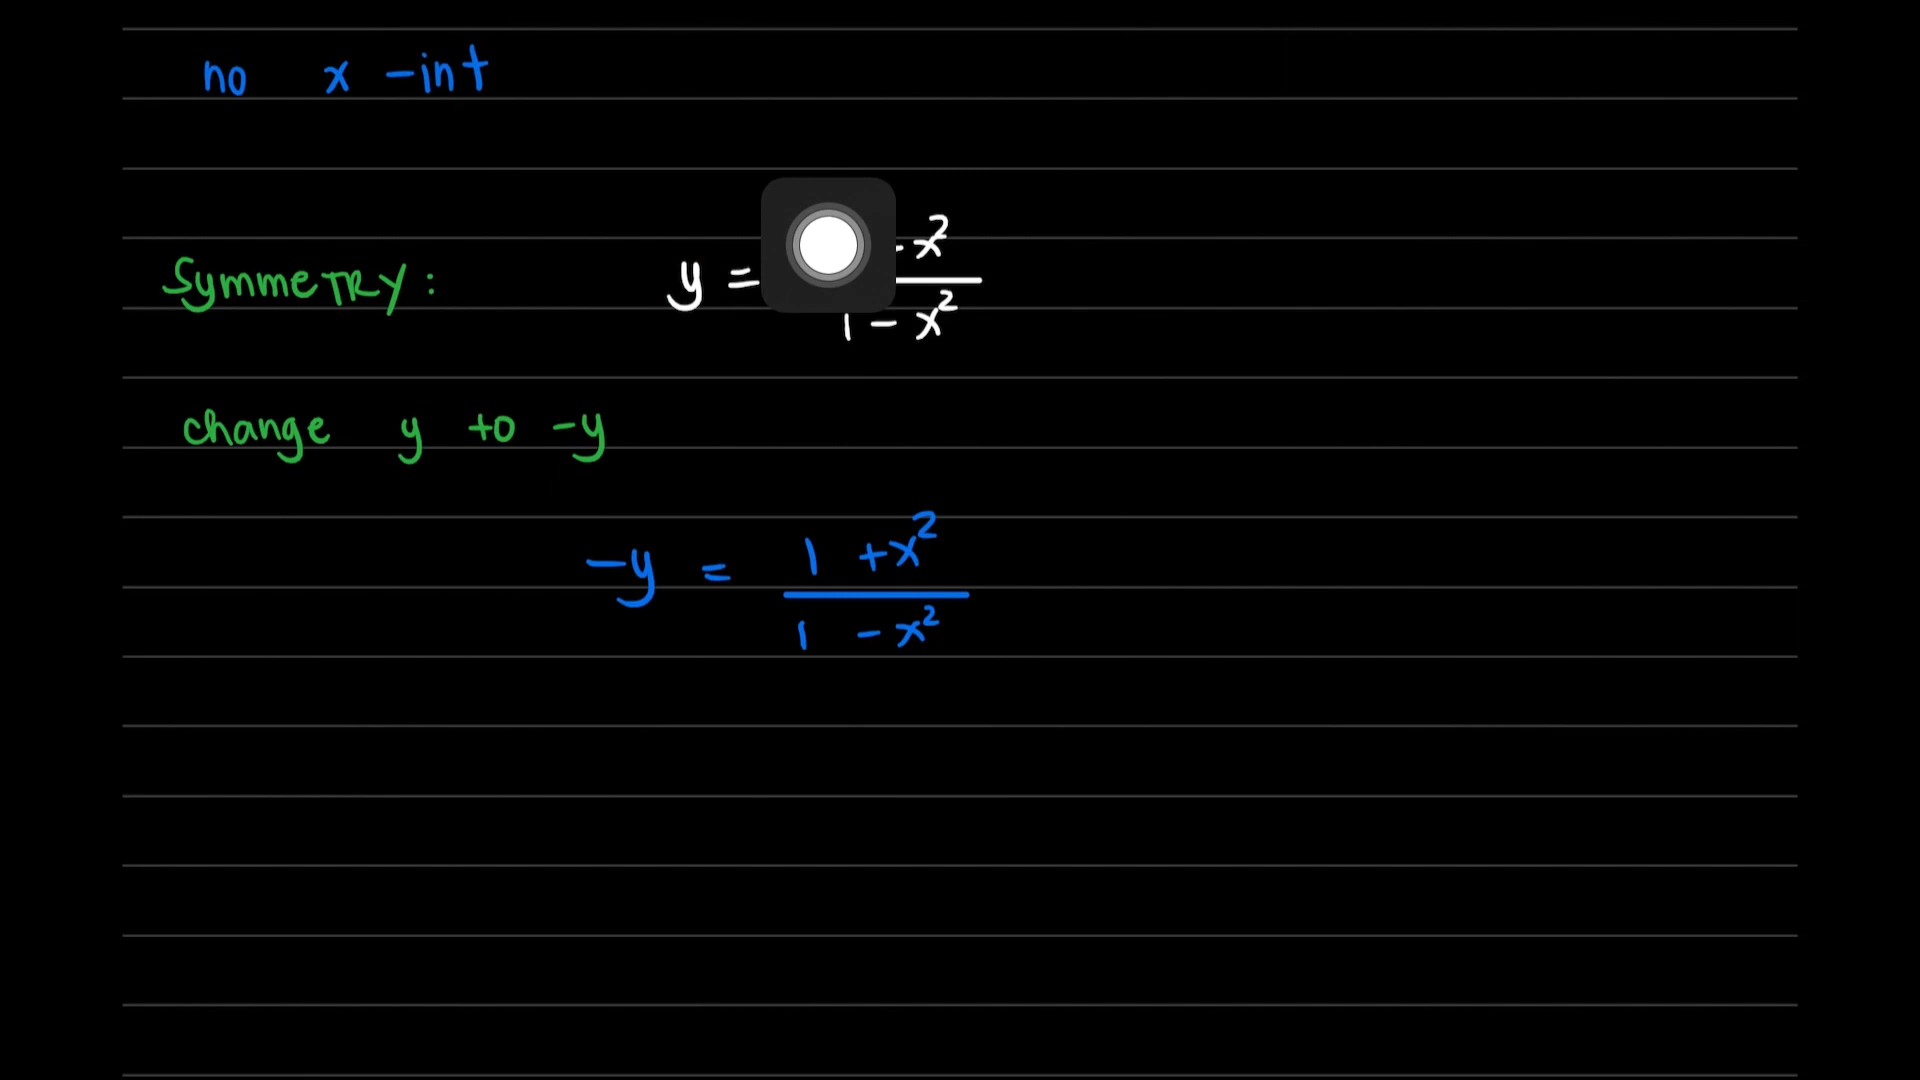 no x-int
Symmetry: y = x²
1 - x²
change y to -y
-y = 1 + x²
1 - x²